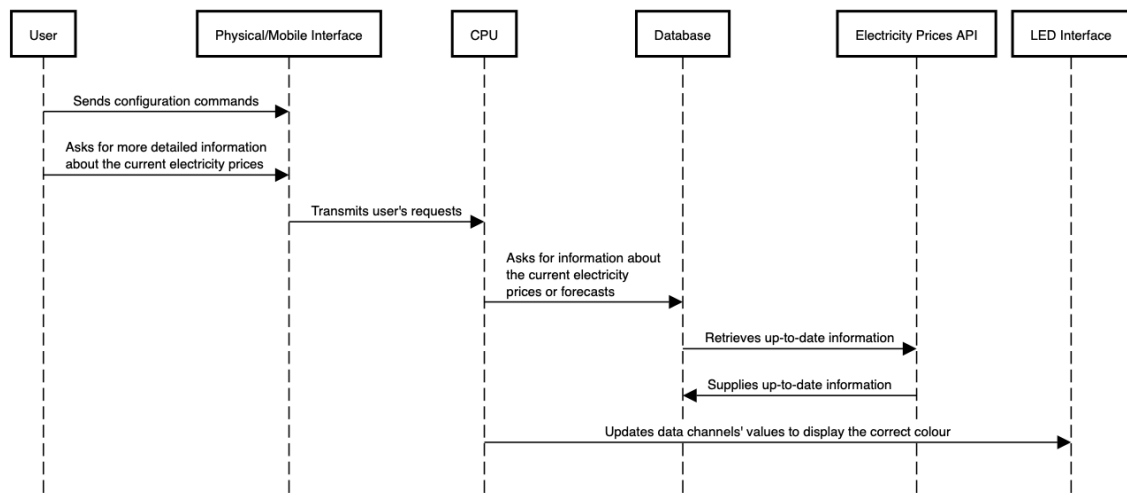 User
Physical/Mobile Interface
CPU
Database
Electricity Prices API
LED Interface
Sends configuration commands
Asks for more detailed information
about the current electricity prices
Transmits user's requests
Asks for information about
the current electricity
prices or forecasts
Retrieves up-to-date information
Supplies up-to-date information
Updates data channels' values to display the correct colour